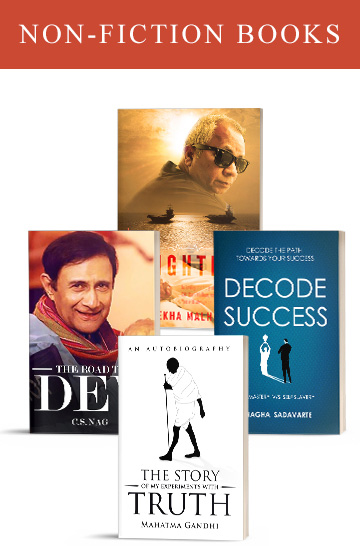 NON-FICTION BOOKS
DECODE THE PATH
TOWARDS YOUR SUCCESS
DECODE
SUCCESS
THE ROAD
C.S. NAG
SADAVARTE
AN AUTOBIOGRAPHY
THE STORY
OF MY EXPERIMENTS WITH
TRUTH
MAHATMA GANDHI